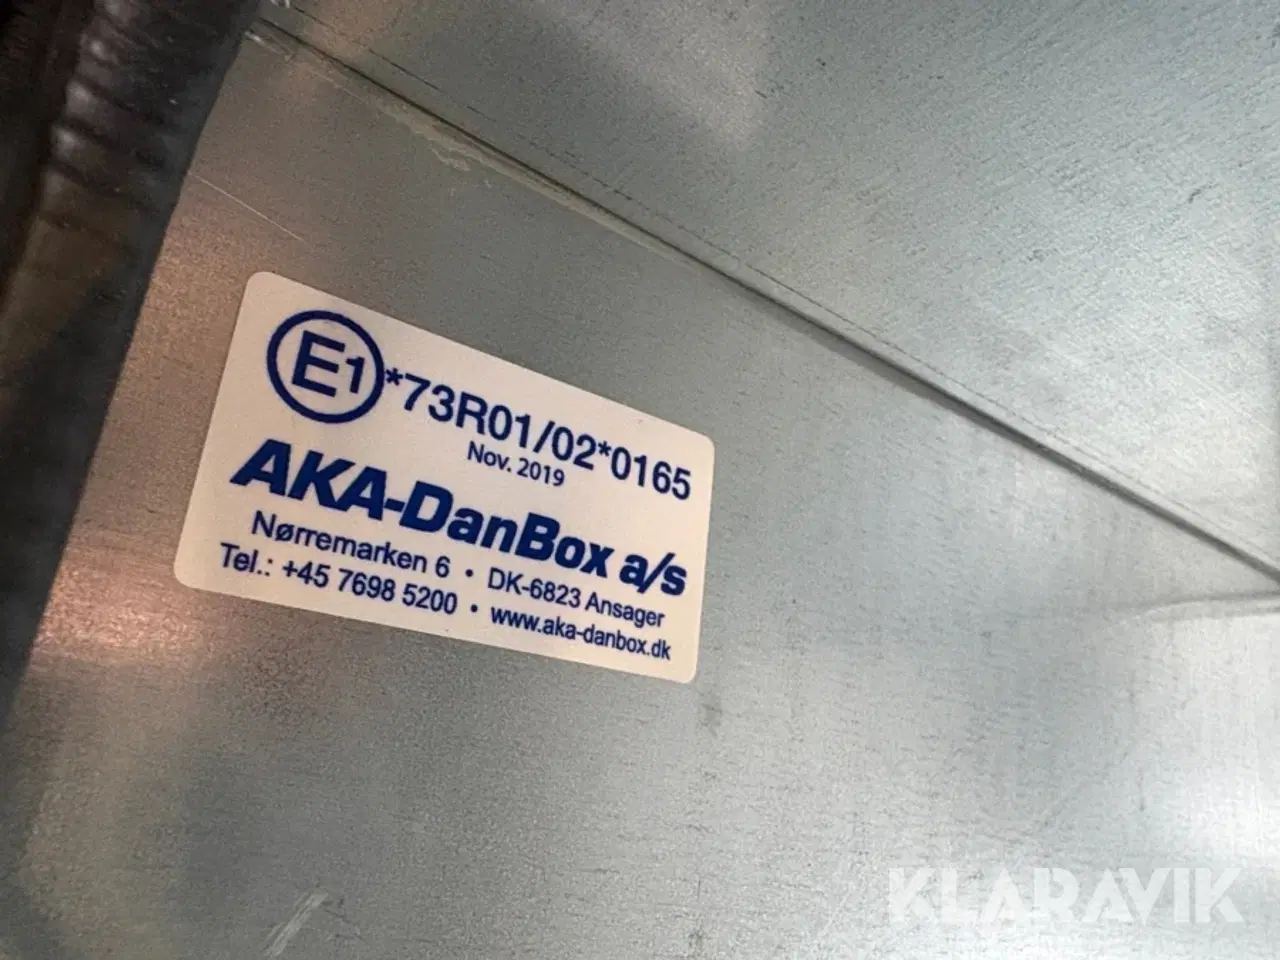 E1*73R01/02*0165
Nov. 2019
AKA-DanBox a/s
Nørremarken 6 • DK-6823 Ansager
Tel.: +45 7698 5200 • www.aka-danbox.dk
KLARAVIK